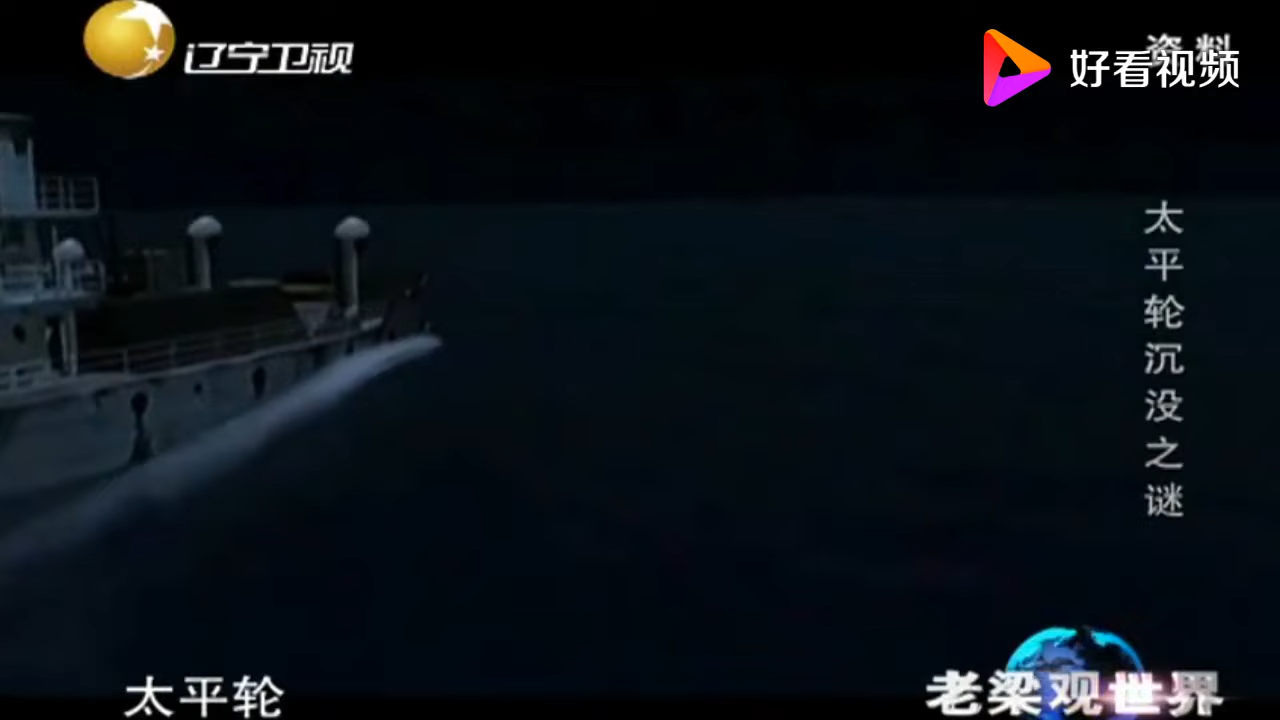 辽宁卫视
资料
好看视频
太平轮沉没之谜
太平轮
老梁观世界